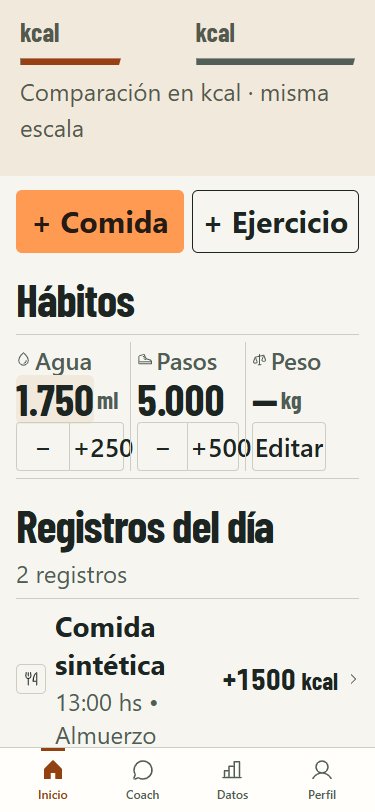 kcal kcal
Comparación en kcal · misma
escala
+ Comida + Ejercicio
Hábitos
Agua Pasos Peso
1.750 ml 5.000 — kg
− +250 − +500 Editar
Registros del día
2 registros
Comida
sintética
+1500 kcal
13:00 hs •
Almuerzo
Inicio Coach Datos Perfil